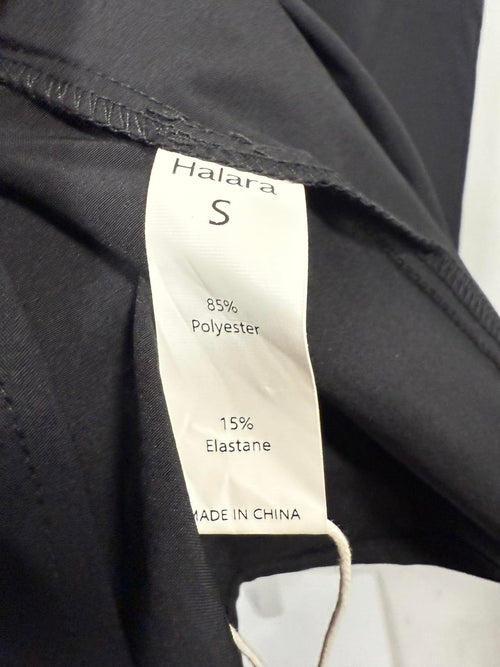 Halara
S
85%
Polyester
15%
Elastane
MADE IN CHINA